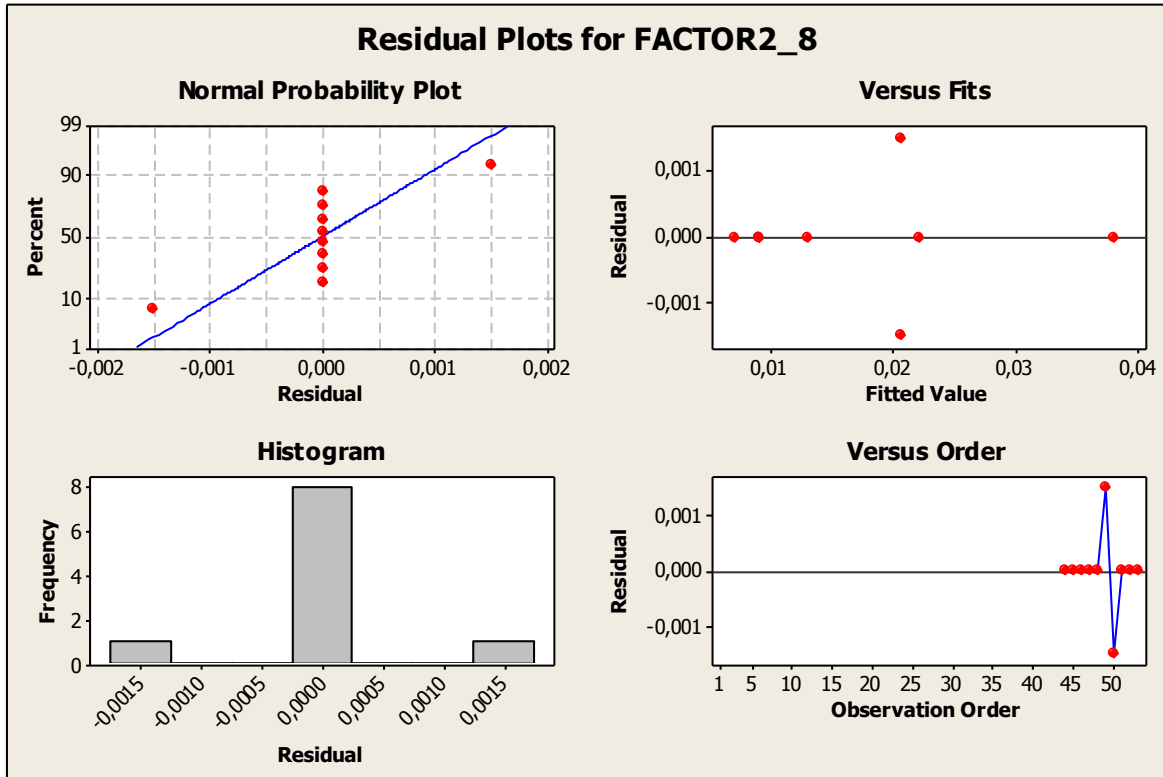 Residual Plots for FACTOR2_8
Normal Probability Plot
99
90
50
10
1
Percent
-0,002 -0,001 0,000 0,001 0,002
Residual
Versus Fits
0,001
0,000
-0,001
Residual
0,01 0,02 0,03 0,04
Fitted Value
Histogram
8
6
4
2
0
Frequency
-0,0015 -0,0010 -0,0005 0,0000 0,0005 0,0010 0,0015
Residual
Versus Order
0,001
0,000
-0,001
Residual
1 5 10 15 20 25 30 35 40 45 50
Observation Order